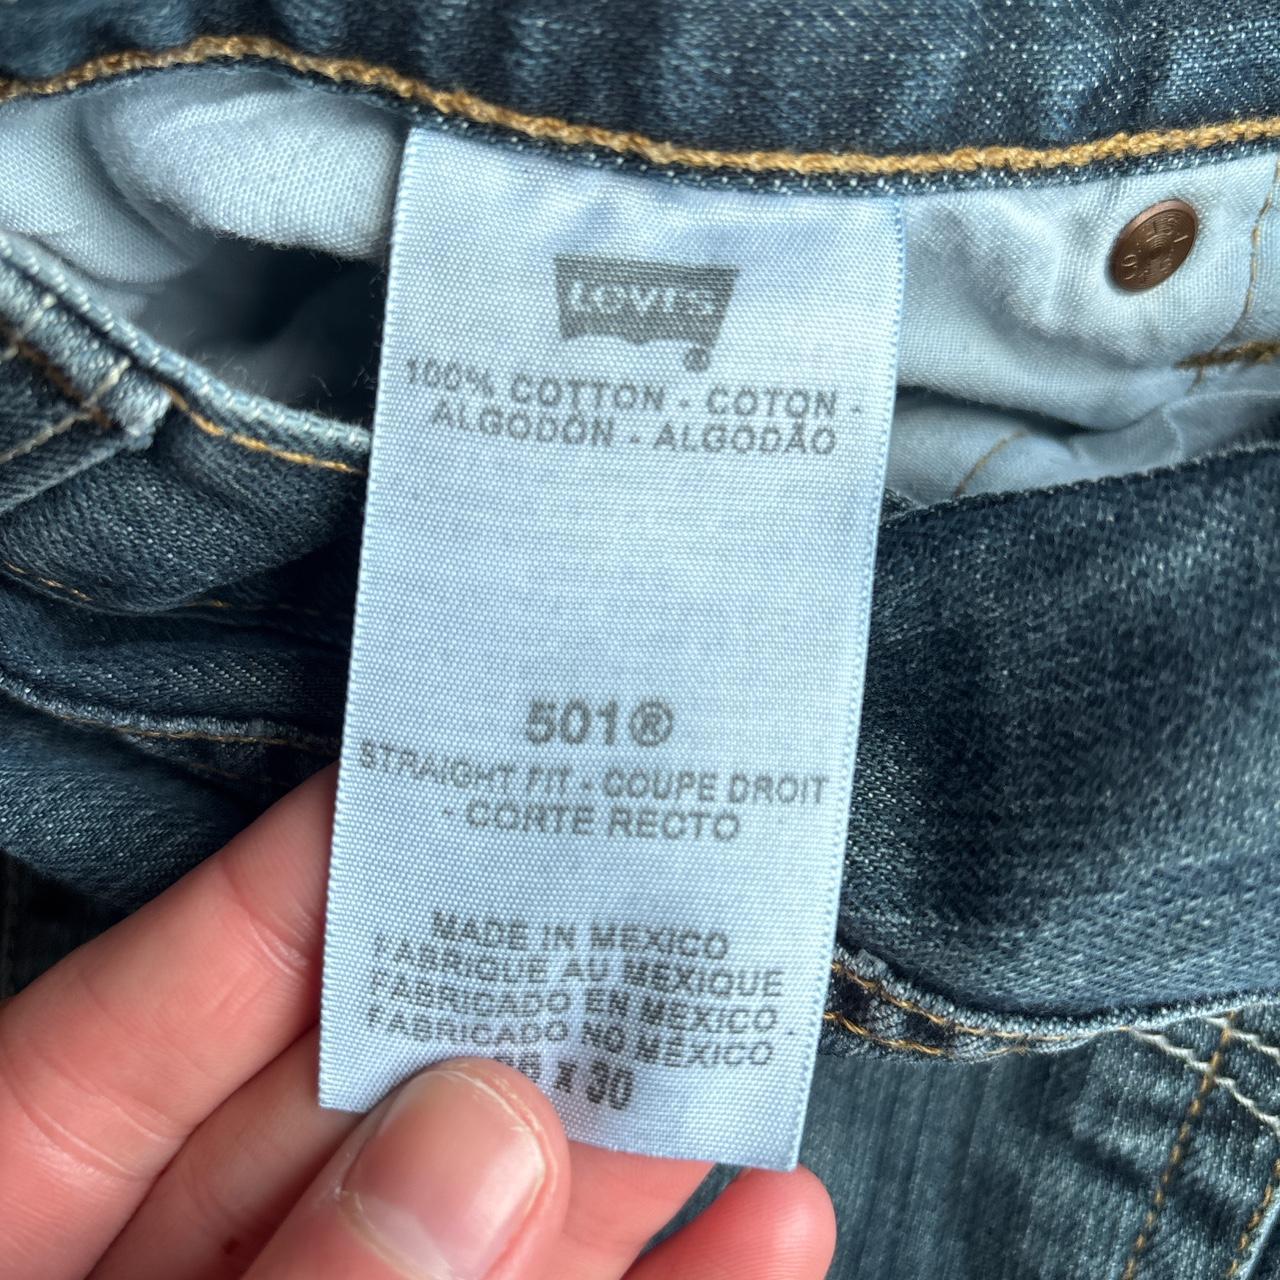 Levi's
®
100% COTTON - COTON -
ALGODÓN - ALGODÃO
501®
STRAIGHT FIT - COUPE DROIT
- CORTE RECTO
MADE IN MEXICO
FABRIQUE AU MEXIQUE
FABRICADO EN MÉXICO
FABRICADO NO MÉXICO
x 30